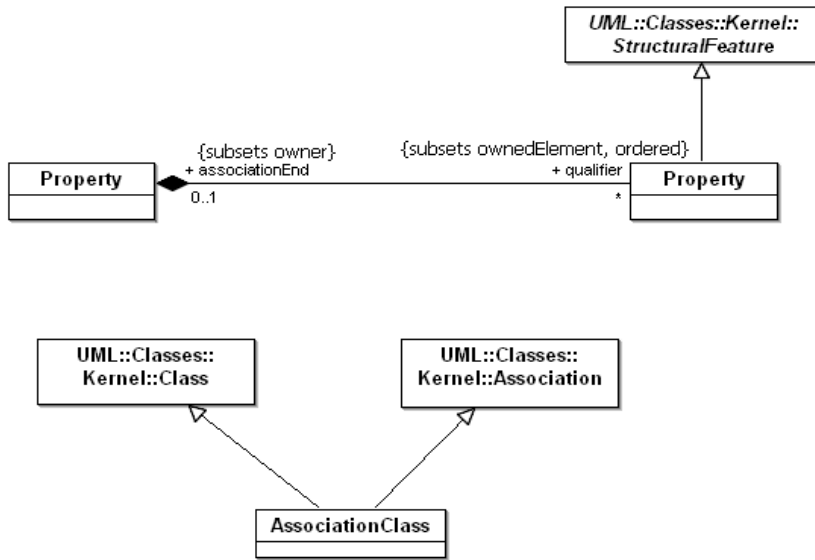 UML::Classes::Kernel::
StructuralFeature
{subsets owner}
{subsets ownedElement, ordered}
Property
+ associationEnd
+ qualifier
Property
0..1
*
UML::Classes::
Kernel::Class
UML::Classes::
Kernel::Association
AssociationClass